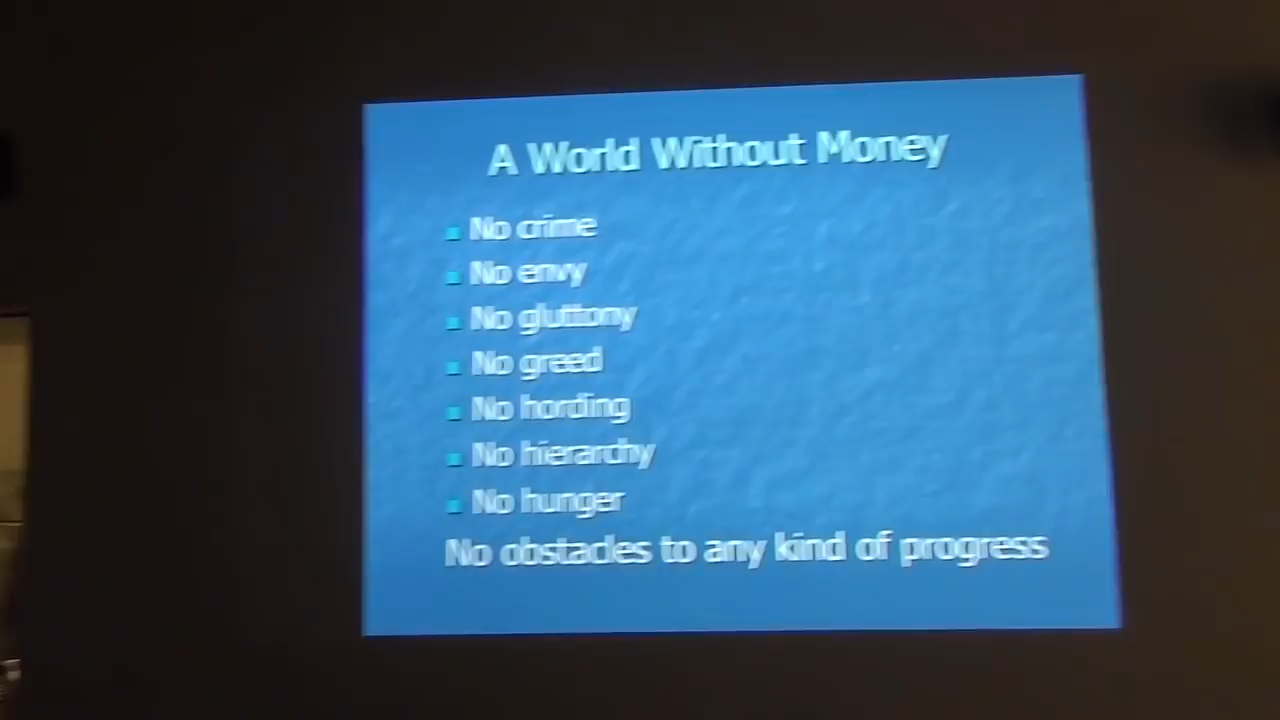 A World Without Money
No crime
No envy
No gluttony
No greed
No hording
No hierarchy
No hunger
No obstacles to any kind of progress